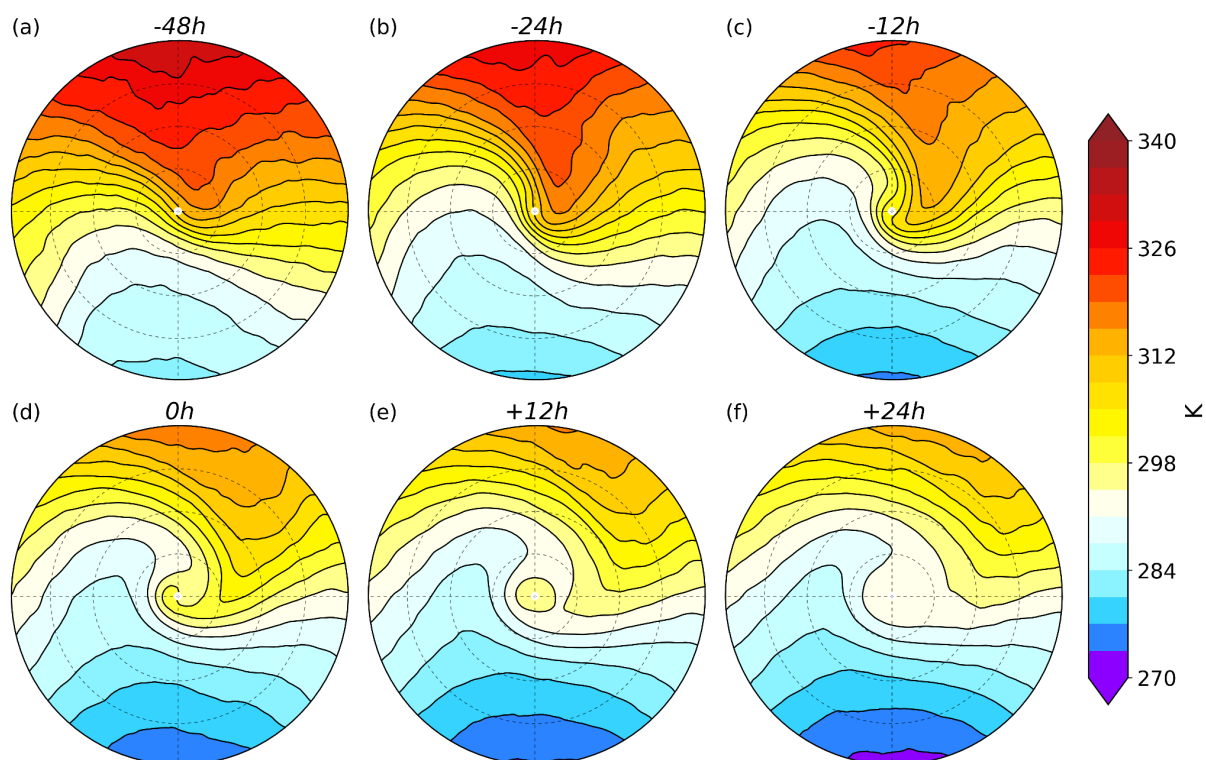 (a) -48h
(b) -24h
(c) -12h
340
326
312
298
284
270
K
(d) 0h
(e) +12h
(f) +24h